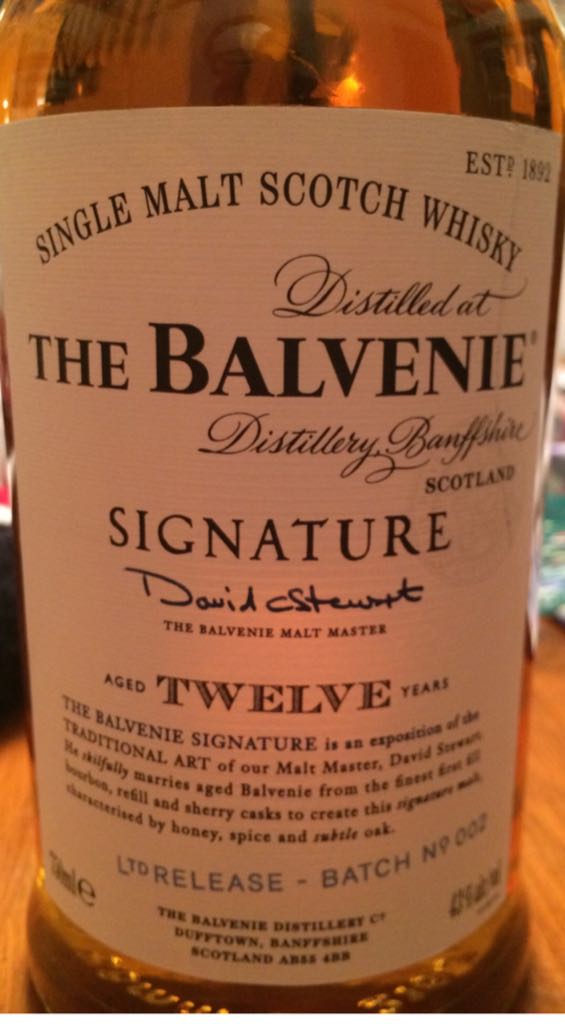 ESTD 1892
SINGLE MALT SCOTCH WHISKY
Distilled at
THE BALVENIE®
Distillery, Banffshire
SCOTLAND
SIGNATURE
David C Stewart
THE BALVENIE MALT MASTER
AGED TWELVE YEARS
THE BALVENIE SIGNATURE is an exposition of the
TRADITIONAL ART of our Malt Master, David Stewart.
He skilfully marries aged Balvenie from the finest first fill
bourbon, refill and sherry casks to create this signature malt,
characterised by honey, spice and subtle oak.
LTD RELEASE - BATCH No 002
THE BALVENIE DISTILLERY Co
DUFFTOWN, BANFFSHIRE
SCOTLAND AB55 4BB